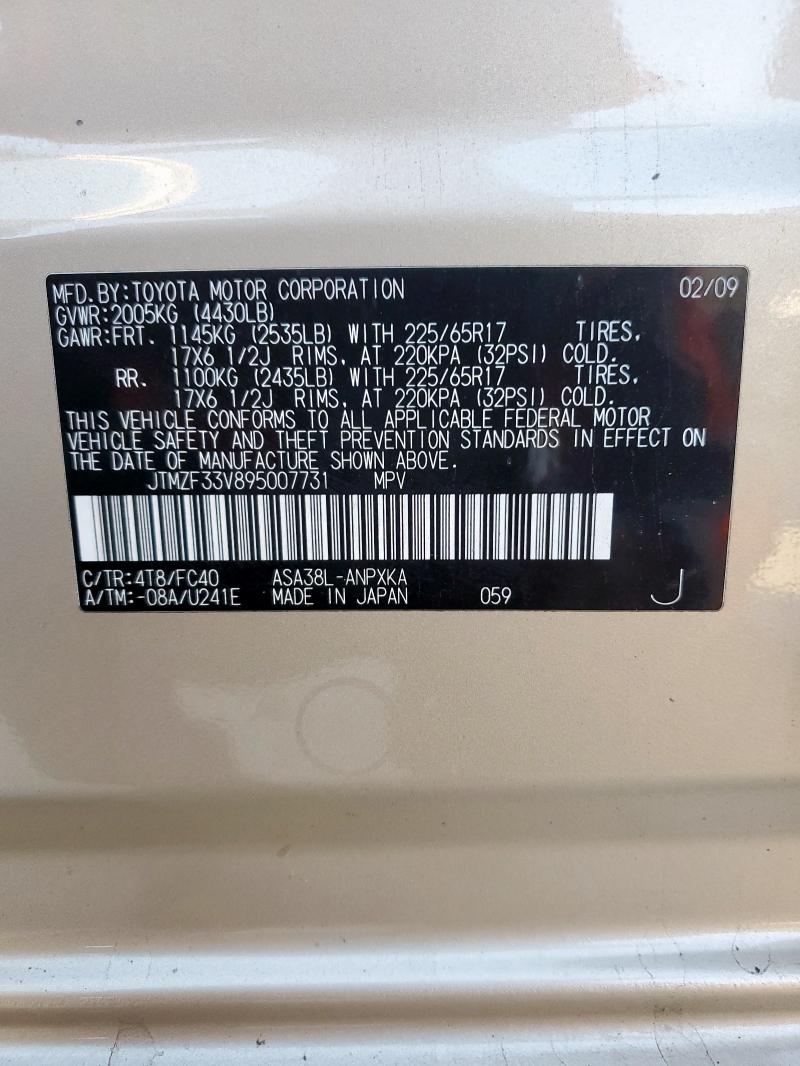 MFD.BY:TOYOTA MOTOR CORPORATION 02/09
GVWR:2005KG (4430LB)
GAWR:FRT. 1145KG (2535LB) WITH 225/65R17 TIRES,
17X6 1/2J RIMS, AT 220KPA (32PSI) COLD.
RR. 1100KG (2435LB) WITH 225/65R17 TIRES,
17X6 1/2J RIMS, AT 220KPA (32PSI) COLD.
THIS VEHICLE CONFORMS TO ALL APPLICABLE FEDERAL MOTOR
VEHICLE SAFETY AND THEFT PREVENTION STANDARDS IN EFFECT ON
THE DATE OF MANUFACTURE SHOWN ABOVE.
JTMZF33V895007731 MPV
C/TR:4T8/FC40 ASA38L-ANPXKA
A/TM:-08A/U241E MADE IN JAPAN 059 J